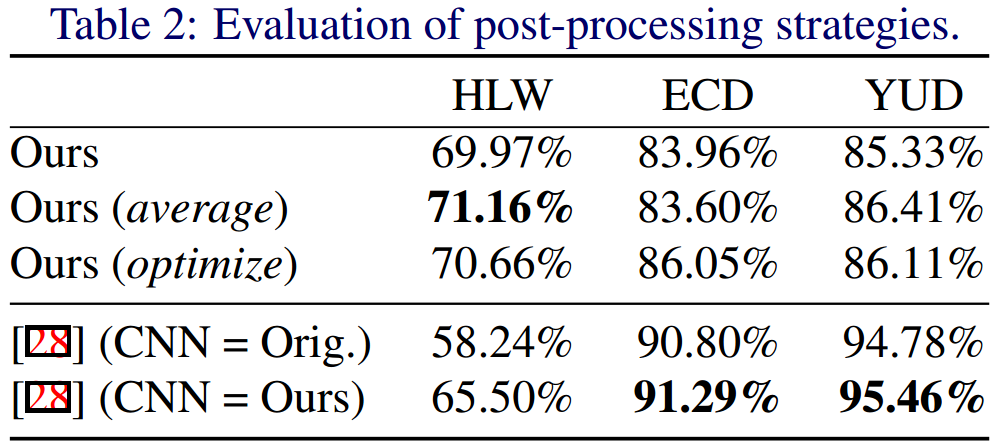 Table 2: Evaluation of post-processing strategies.
HLW ECD YUD
Ours 69.97% 83.96% 85.33%
Ours (average) 71.16% 83.60% 86.41%
Ours (optimize) 70.66% 86.05% 86.11%
[28] (CNN = Orig.) 58.24% 90.80% 94.78%
[28] (CNN = Ours) 65.50% 91.29% 95.46%